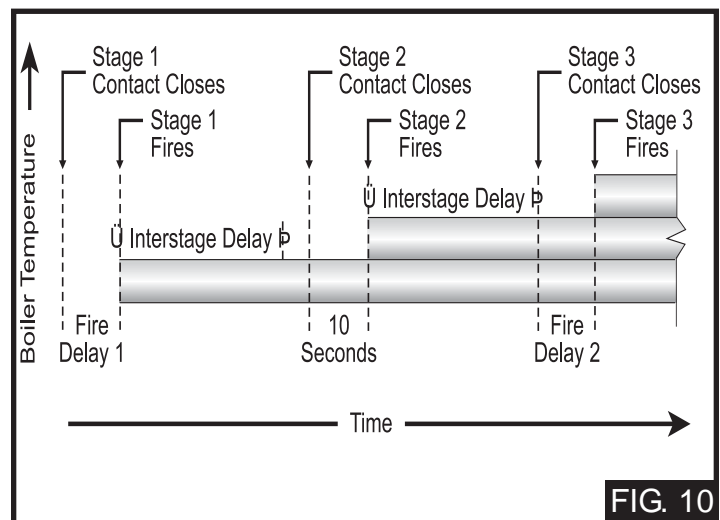 Stage 1
Contact Closes
Stage 2
Contact Closes
Stage 3
Contact Closes
Stage 1
Fires
Stage 2
Fires
Stage 3
Fires
Boiler Temperature
Ü Interstage Delay Þ
Ü Interstage Delay Þ
Fire
Delay 1
10
Seconds
Fire
Delay 2
Time
FIG. 10